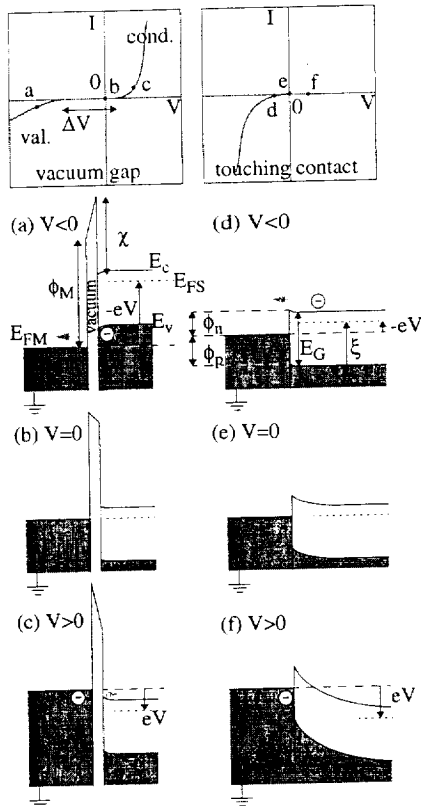 I
cond.
a
0
b
c
V
ΔV
val.
vacuum gap
I
e
f
V
d
0
touching contact
(a) V<0
χ
E_c
E_FS
φ_M
vacuum
-eV
E_v
E_FM
(b) V=0
(c) V>0
eV
(d) V<0
φ_n
φ_p
E_G
ξ
-eV
(e) V=0
(f) V>0
eV